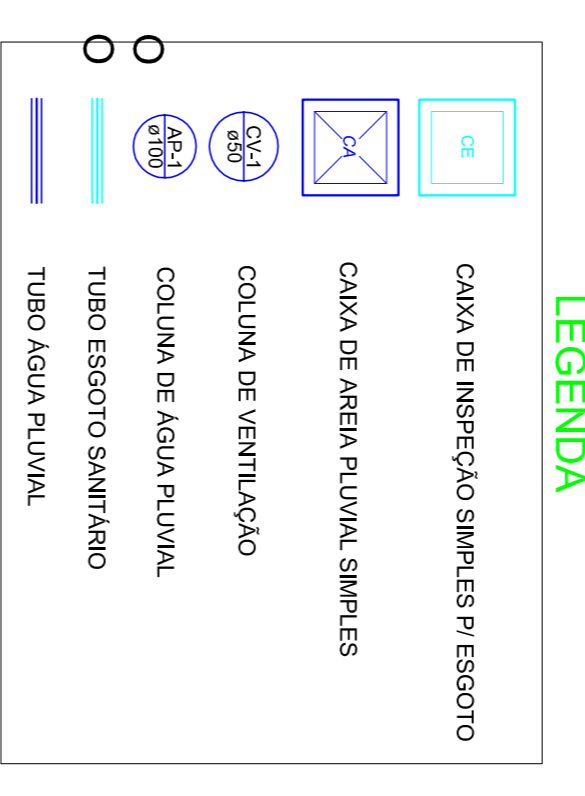 LEGENDA
CE
CAIXA DE INSPEÇÃO SIMPLES P/ ESGOTO
CA
CAIXA DE AREIA PLUVIAL SIMPLES
CV-1
ø50
COLUNA DE VENTILAÇÃO
AP-1
ø100
COLUNA DE ÁGUA PLUVIAL
TUBO ESGOTO SANITÁRIO
TUBO ÁGUA PLUVIAL